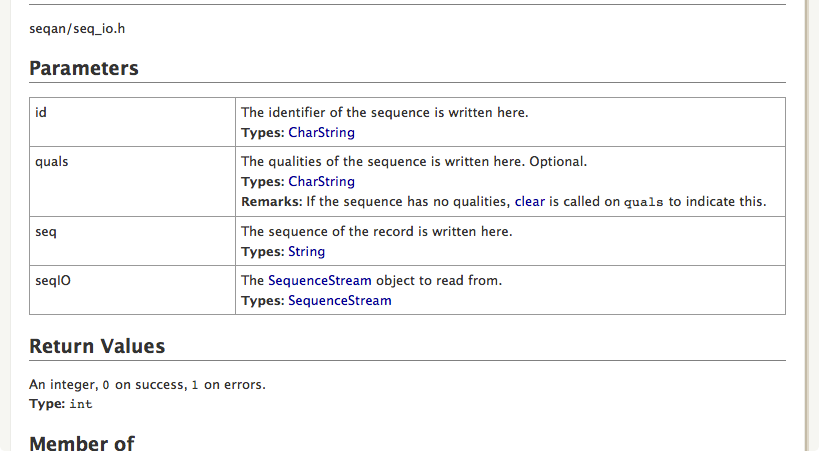 seqan/seq_io.h
Parameters
id
The identifier of the sequence is written here.
Types: CharString
quals
The qualities of the sequence is written here. Optional.
Types: CharString
Remarks: If the sequence has no qualities, clear is called on quals to indicate this.
seq
The sequence of the record is written here.
Types: String
seqIO
The SequenceStream object to read from.
Types: SequenceStream
Return Values
An integer, 0 on success, 1 on errors.
Type: int
Member of